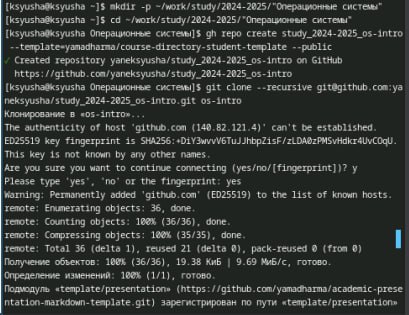 [ksyusha@ksyusha ~]$ mkdir -p ~/work/study/2024-2025/"Операционные системы"
[ksyusha@ksyusha ~]$ cd ~/work/study/2024-2025/"Операционные системы"
[ksyusha@ksyusha Операционные системы]$ gh repo create study_2024-2025_os-intro
--template=yamadharma/course-directory-student-template --public
✓ Created repository yaneksyusha/study_2024-2025_os-intro on GitHub
https://github.com/yaneksyusha/study_2024-2025_os-intro
[ksyusha@ksyusha Операционные системы]$ git clone --recursive git@github.com:ya
neksyusha/study_2024-2025_os-intro.git os-intro
Клонирование в «os-intro»...
The authenticity of host 'github.com (140.82.121.4)' can't be established.
ED25519 key fingerprint is SHA256:+DiY3wvvV6TuJJhbpZisF/zLDA0zPMSvHdkr4UvCOqU.
This key is not known by any other names.
Are you sure you want to continue connecting (yes/no/[fingerprint])? y
Please type 'yes', 'no' or the fingerprint: yes
Warning: Permanently added 'github.com' (ED25519) to the list of known hosts.
remote: Enumerating objects: 36, done.
remote: Counting objects: 100% (36/36), done.
remote: Compressing objects: 100% (35/35), done.
remote: Total 36 (delta 1), reused 21 (delta 0), pack-reused 0 (from 0)
Получение объектов: 100% (36/36), 19.38 КиБ | 9.69 МиБ/с, готово.
Определение изменений: 100% (1/1), готово.
Подмодуль «template/presentation» (https://github.com/yamadharma/academic-prese
ntation-markdown-template.git) зарегистрирован по пути «template/presentation»